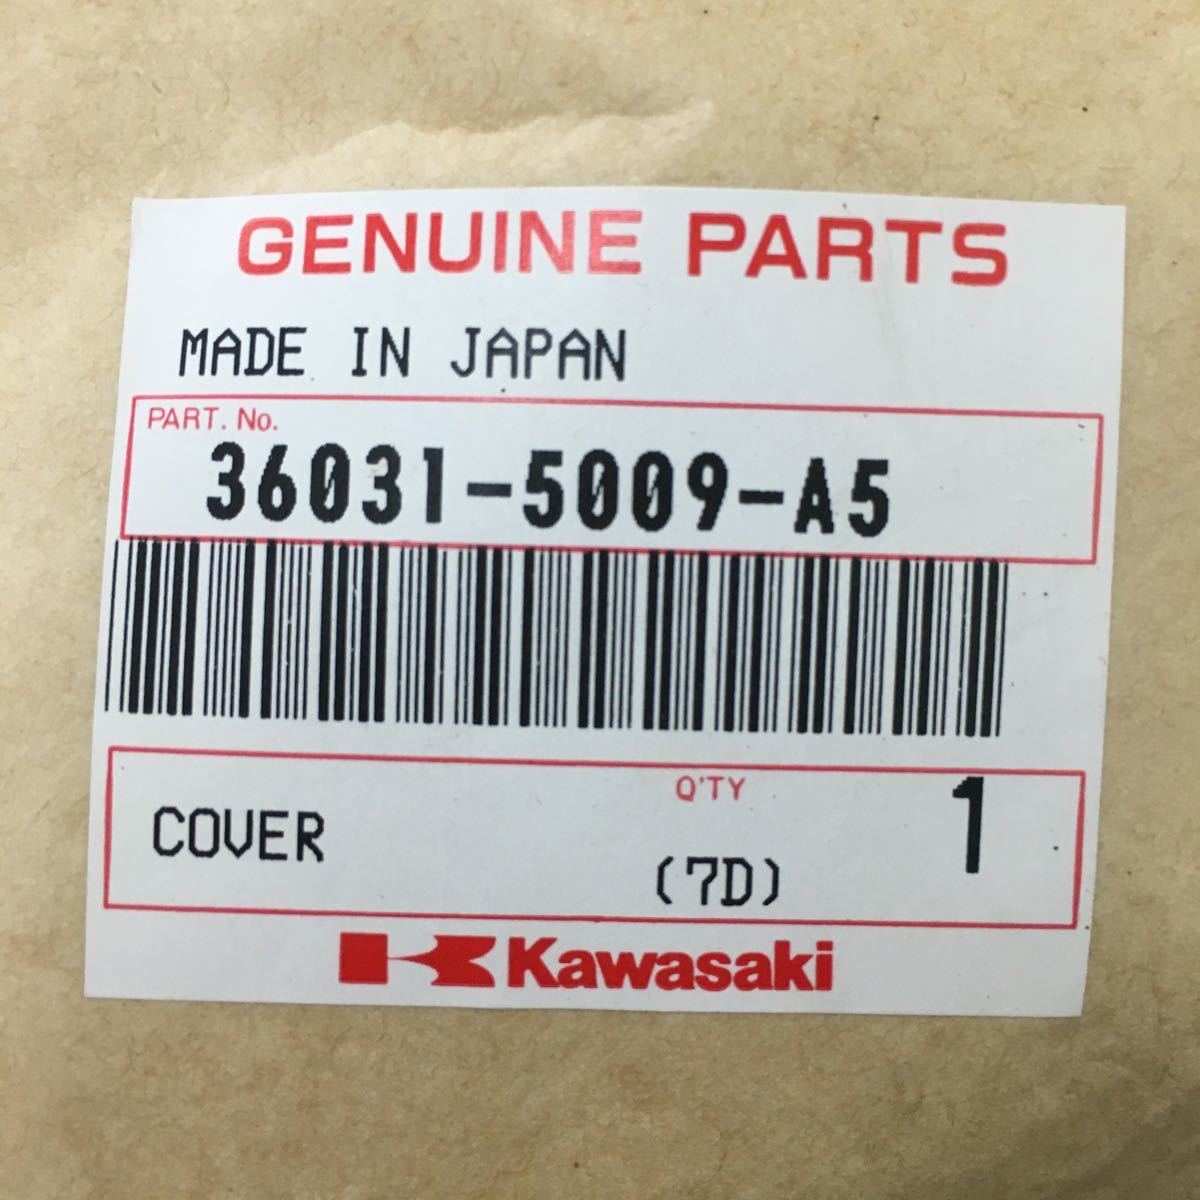 GENUINE PARTS
MADE IN JAPAN
PART. No.
36031-5009-A5
Q'TY 1
COVER
(7D)
Kawasaki